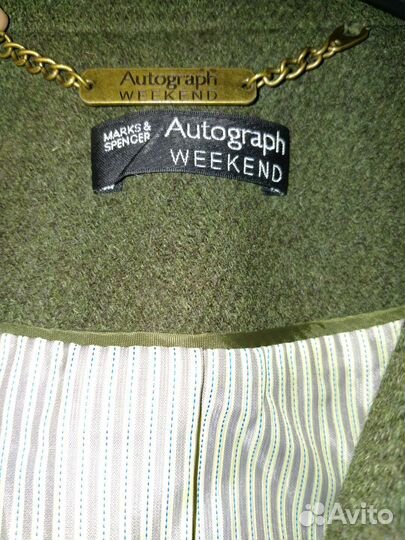 Autograph
WEEKEND
MARKS &
SPENCER
Autograph
WEEKEND
Avito